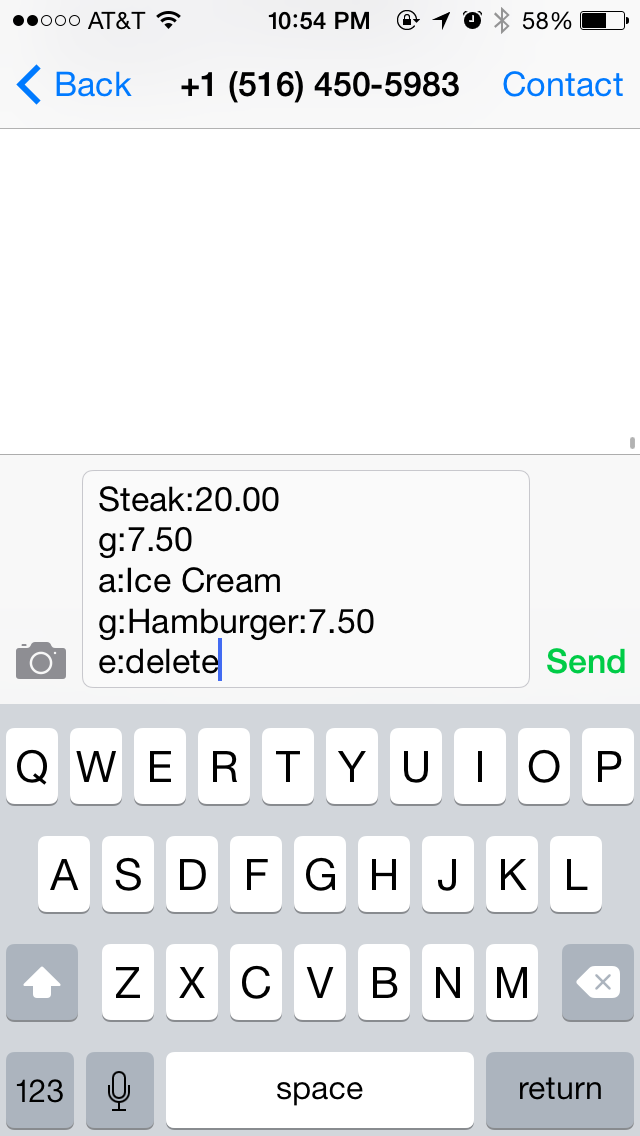 AT&T 10:54 PM 58%
Back +1 (516) 450-5983 Contact
Steak:20.00
g:7.50
a:Ice Cream
g:Hamburger:7.50
e:delete
Send
Q W E R T Y U I O P
A S D F G H J K L
Z X C V B N M
123 space return